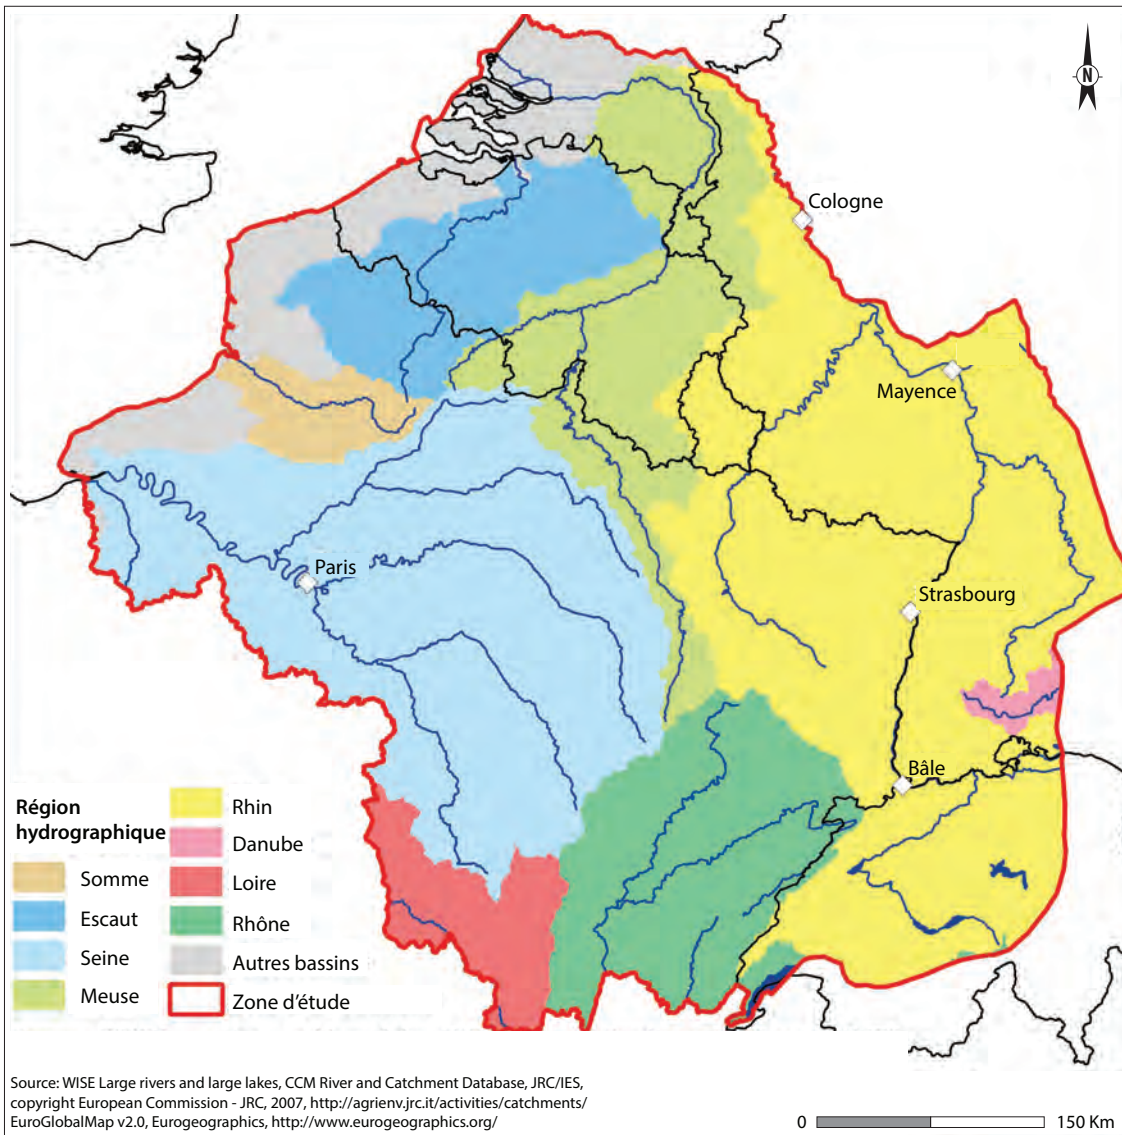 N
Cologne
Mayence
Paris
Strasbourg
Bâle
Région
hydrographique
Somme
Escaut
Seine
Meuse
Rhin
Danube
Loire
Rhône
Autres bassins
Zone d'étude
Source: WISE Large rivers and large lakes, CCM River and Catchment Database, JRC/IES,
copyright European Commission - JRC, 2007, http://agrienv.jrc.it/activities/catchments/
EuroGlobalMap v2.0, Eurogeographics, http://www.eurogeographics.org/
0 150 Km